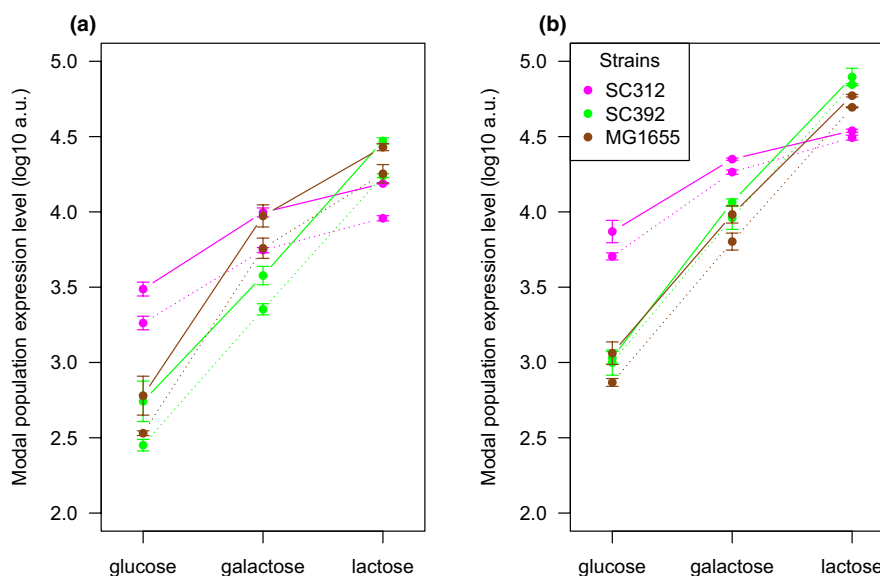 (a)
Modal population expression level (log10 a.u.)
5.0
4.5
4.0
3.5
3.0
2.5
2.0
glucose galactose lactose
(b)
Modal population expression level (log10 a.u.)
5.0
4.5
4.0
3.5
3.0
2.5
2.0
Strains
SC312
SC392
MG1655
glucose galactose lactose